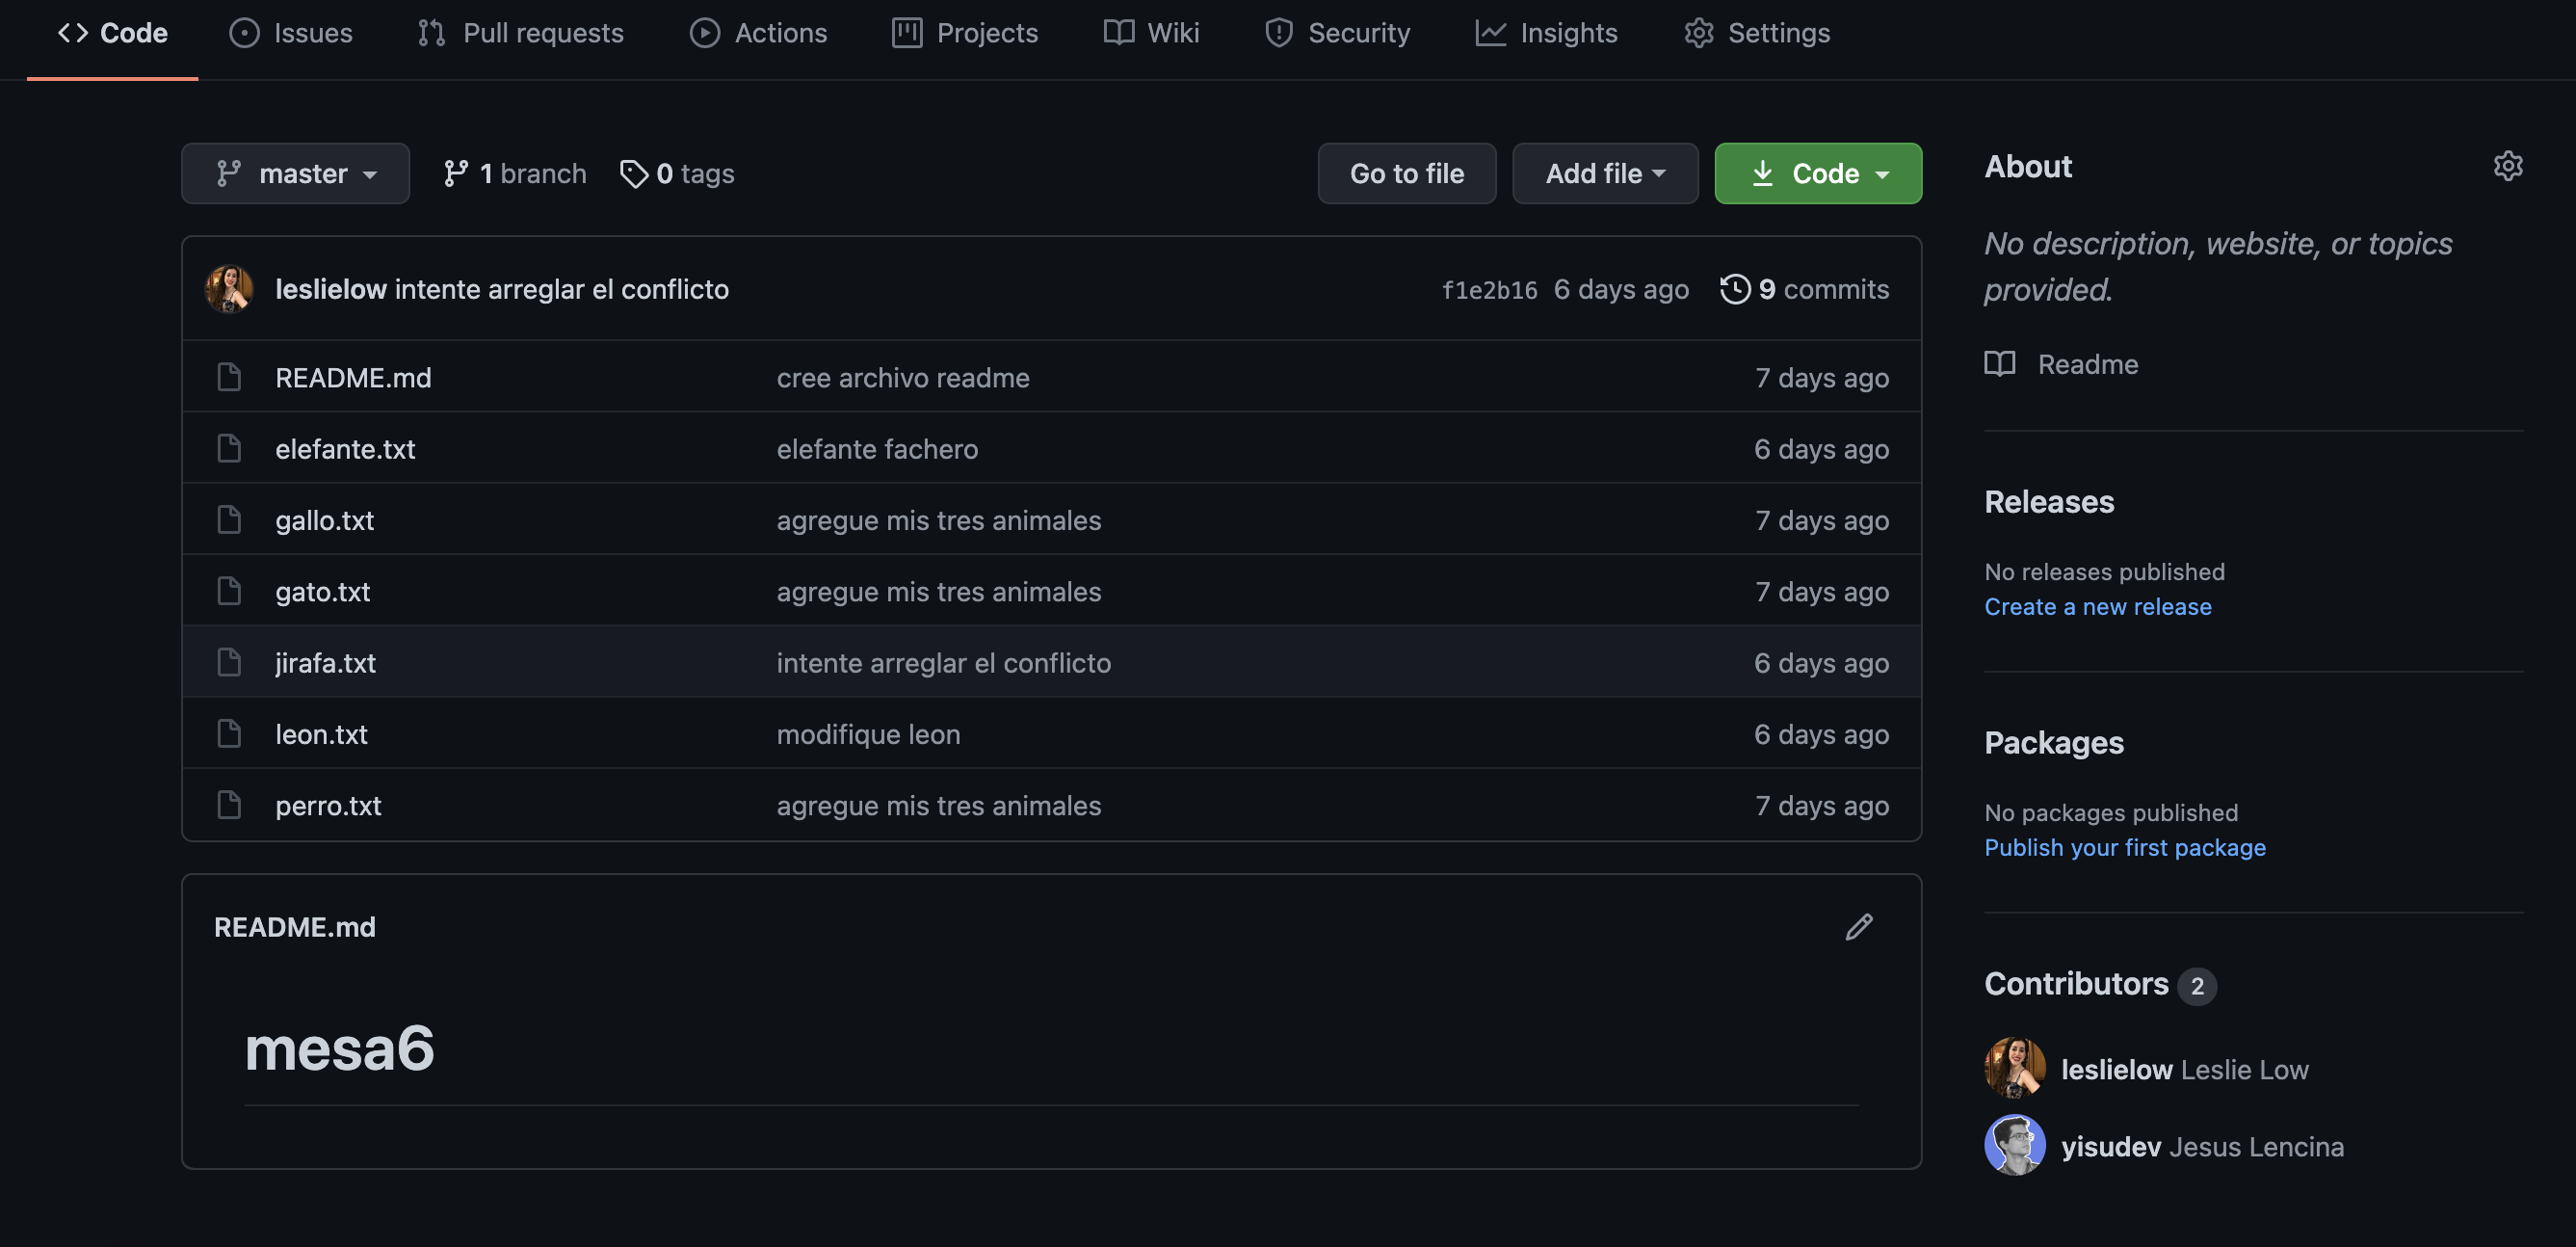 Code Issues Pull requests Actions Projects Wiki Security Insights Settings
master 1 branch 0 tags Go to file Add file Code
leslielow intente arreglar el conflicto f1e2b16 6 days ago 9 commits
README.md cree archivo readme 7 days ago
elefante.txt elefante fachero 6 days ago
gallo.txt agregue mis tres animales 7 days ago
gato.txt agregue mis tres animales 7 days ago
jirafa.txt intente arreglar el conflicto 6 days ago
leon.txt modifique leon 6 days ago
perro.txt agregue mis tres animales 7 days ago
README.md
mesa6
About
No description, website, or topics
provided.
Readme
Releases
No releases published
Create a new release
Packages
No packages published
Publish your first package
Contributors 2
leslielow Leslie Low
yisudev Jesus Lencina